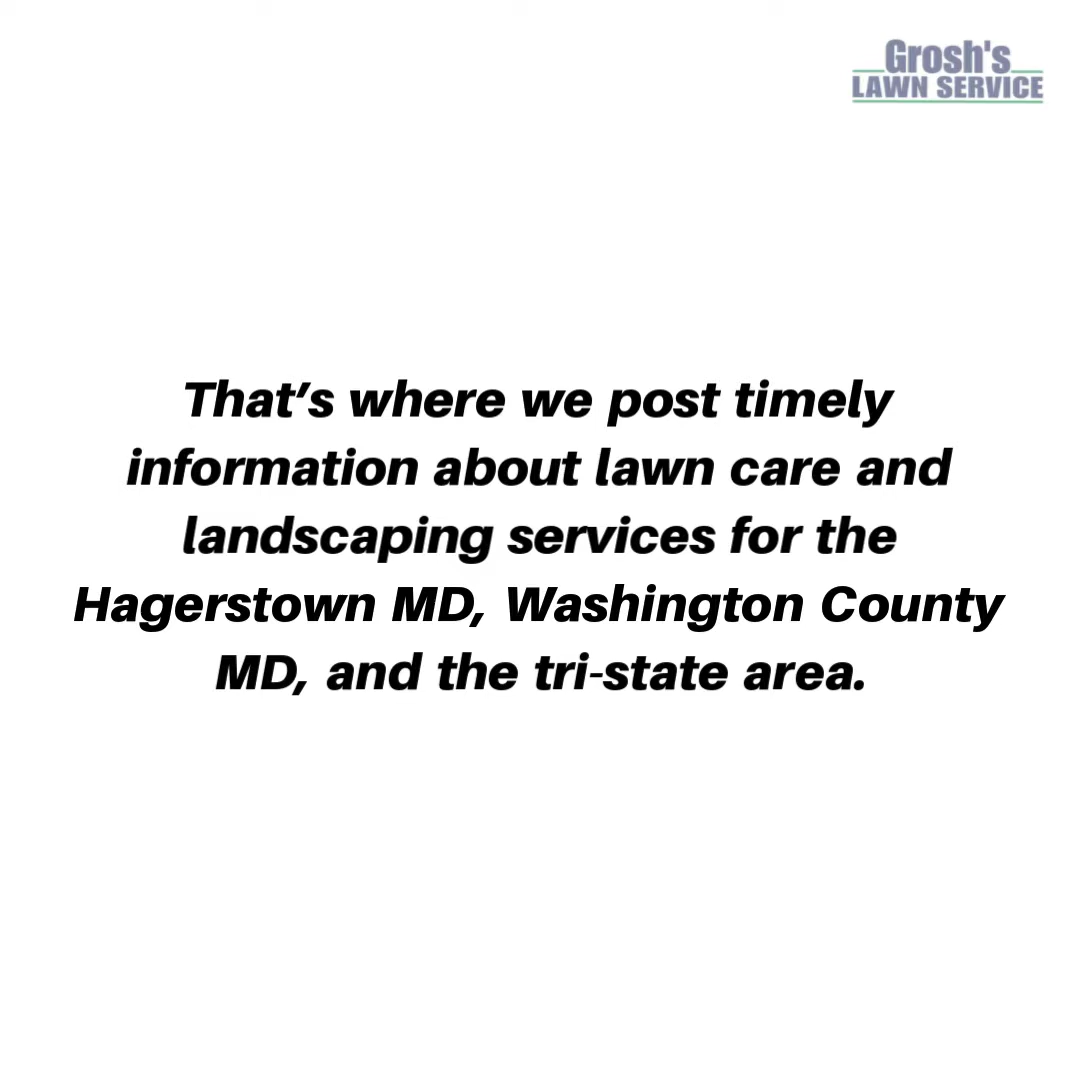 Grosh's
LAWN SERVICE
That’s where we post timely
information about lawn care and
landscaping services for the
Hagerstown MD, Washington County
MD, and the tri-state area.